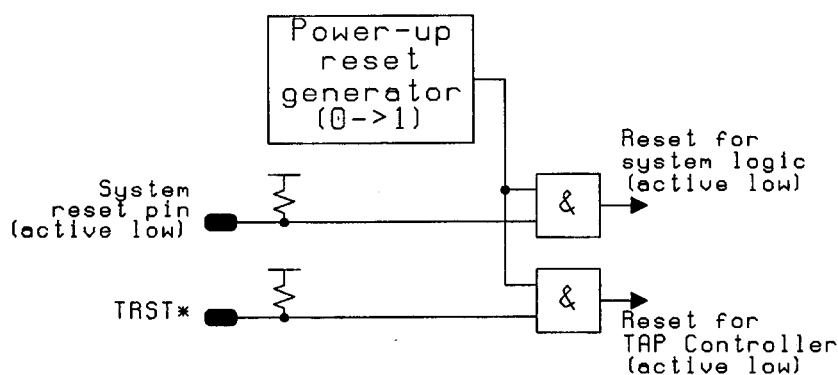 Power-up
reset
generator
(0->1)
Reset for
system logic
(active low)
System
reset pin
(active low)
&
&
TRST*
Reset for
TAP Controller
(active low)